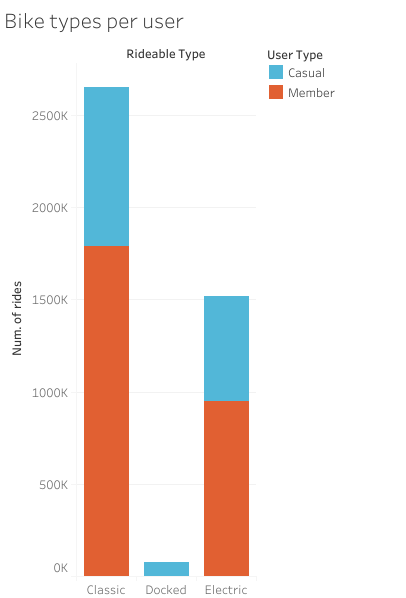 Bike types per user
Rideable Type
User Type
Casual
Member
2500K
2000K
1500K
1000K
500K
0K
Num. of rides
Classic Docked Electric